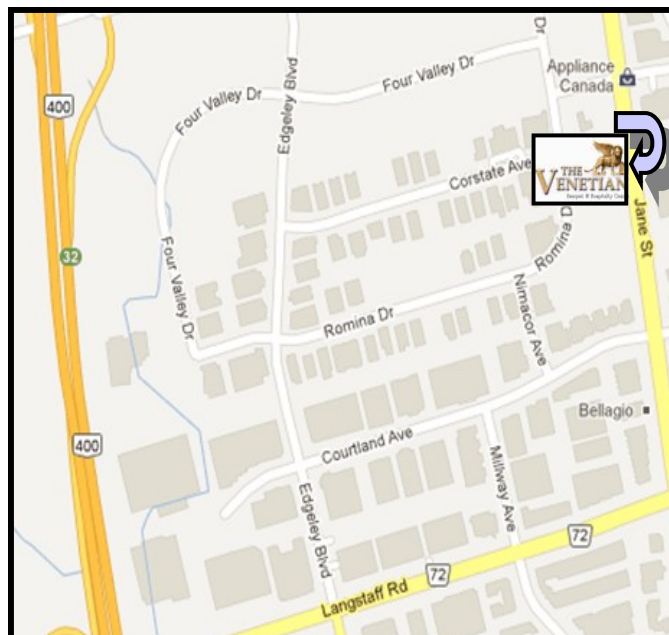 Dr
Appliance
Canada
400
Four Valley Dr
Four Valley Dr
Edgeley Blvd
Corstate Ave
THE
VENETIAN
Jane St
Romina D
32
Four Valley Dr
Romina Dr
Nimacor Ave
Bellagio
400
Courtland Ave
Millway Ave
Edgeley Blvd
72
72
Langstaff Rd